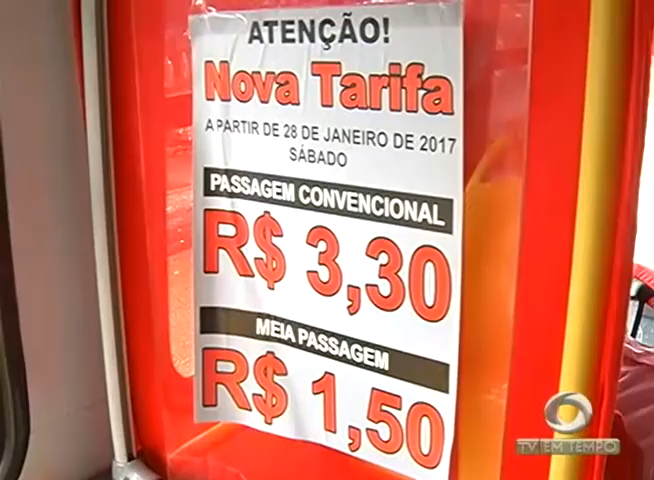 ATENÇÃO!
Nova Tarifa
A PARTIR DE 28 DE JANEIRO DE 2017
SÁBADO
PASSAGEM CONVENCIONAL
R$ 3,30
MEIA PASSAGEM
R$ 1,50
TV EM TEMPO